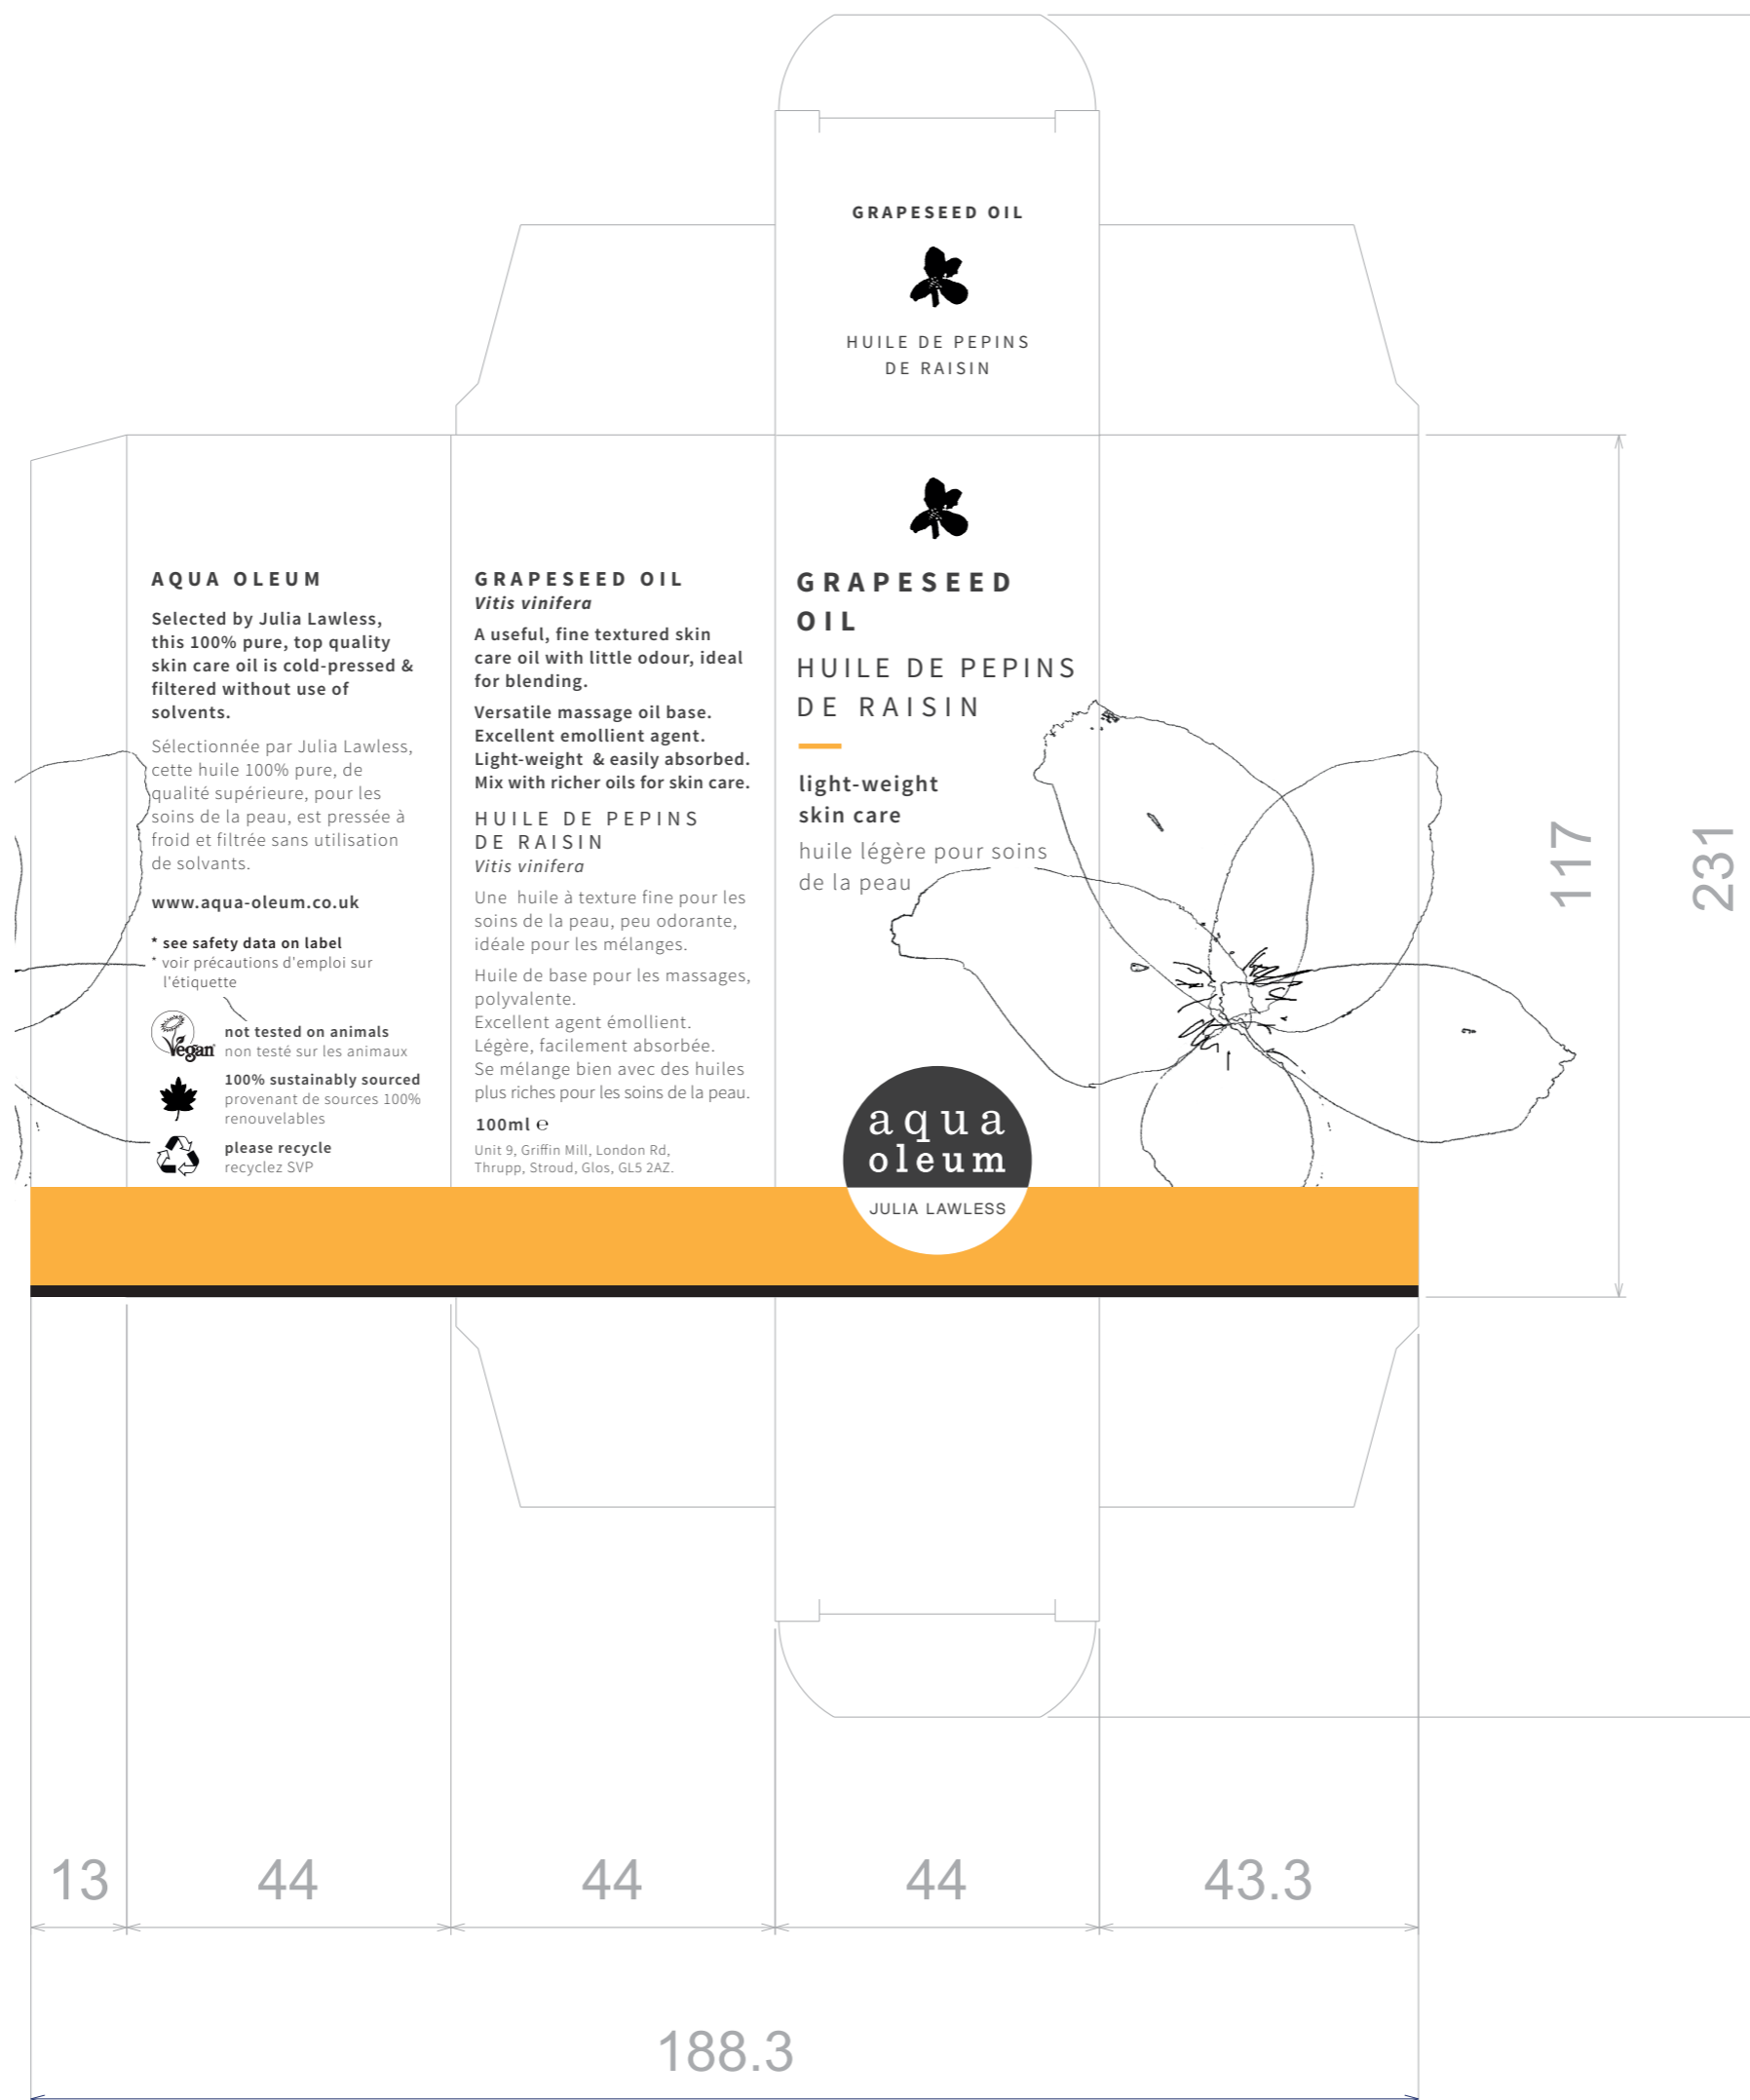 GRAPESEED OIL
HUILE DE PEPINS
DE RAISIN
AQUA OLEUM
Selected by Julia Lawless,
this 100% pure, top quality
skin care oil is cold-pressed &
filtered without use of
solvents.
Sélectionnée par Julia Lawless,
cette huile 100% pure, de
qualité supérieure, pour les
soins de la peau, est pressée à
froid et filtrée sans utilisation
de solvants.
www.aqua-oleum.co.uk
* see safety data on label
* voir précautions d'emploi sur
l'étiquette
Vegan
not tested on animals
non testé sur les animaux
100% sustainably sourced
provenant de sources 100%
renouvelables
please recycle
recyclez SVP
GRAPESEED OIL
Vitis vinifera
A useful, fine textured skin
care oil with little odour, ideal
for blending.
Versatile massage oil base.
Excellent emollient agent.
Light-weight & easily absorbed.
Mix with richer oils for skin care.
HUILE DE PEPINS
DE RAISIN
Vitis vinifera
Une huile à texture fine pour les
soins de la peau, peu odorante,
idéale pour les mélanges.
Huile de base pour les massages,
polyvalente.
Excellent agent émollient.
Légère, facilement absorbée.
Se mélange bien avec des huiles
plus riches pour les soins de la peau.
100ml ℮
Unit 9, Griffin Mill, London Rd,
Thrupp, Stroud, Glos, GL5 2AZ.
GRAPESEED
OIL
HUILE DE PEPINS
DE RAISIN
light-weight
skin care
huile légère pour soins
de la peau
aqua
oleum
JULIA LAWLESS
117
231
13
44
44
44
43.3
188.3